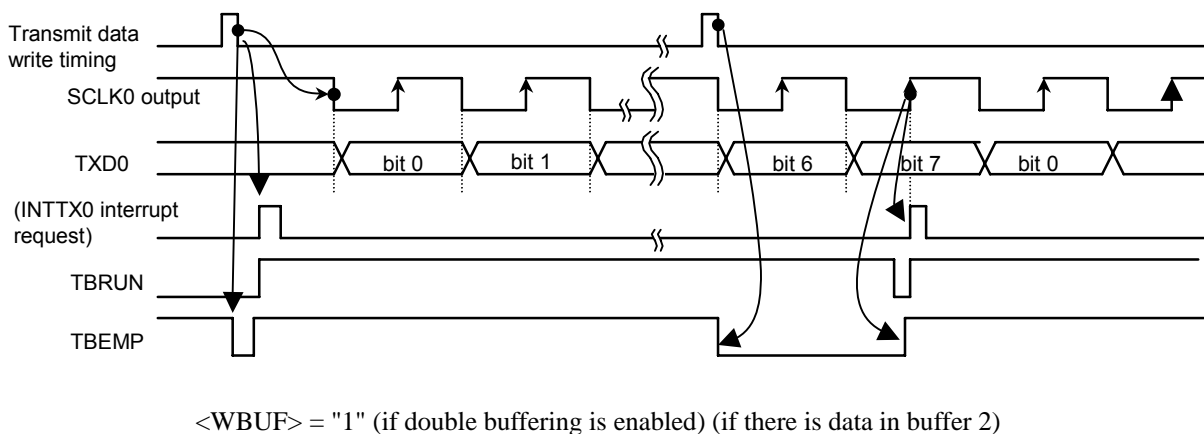 Transmit data
write timing
SCLK0 output
TXD0
bit 0
bit 1
bit 6
bit 7
bit 0
(INTTX0 interrupt
request)
TBRUN
TBEMP
<WBUF> = "1" (if double buffering is enabled) (if there is data in buffer 2)